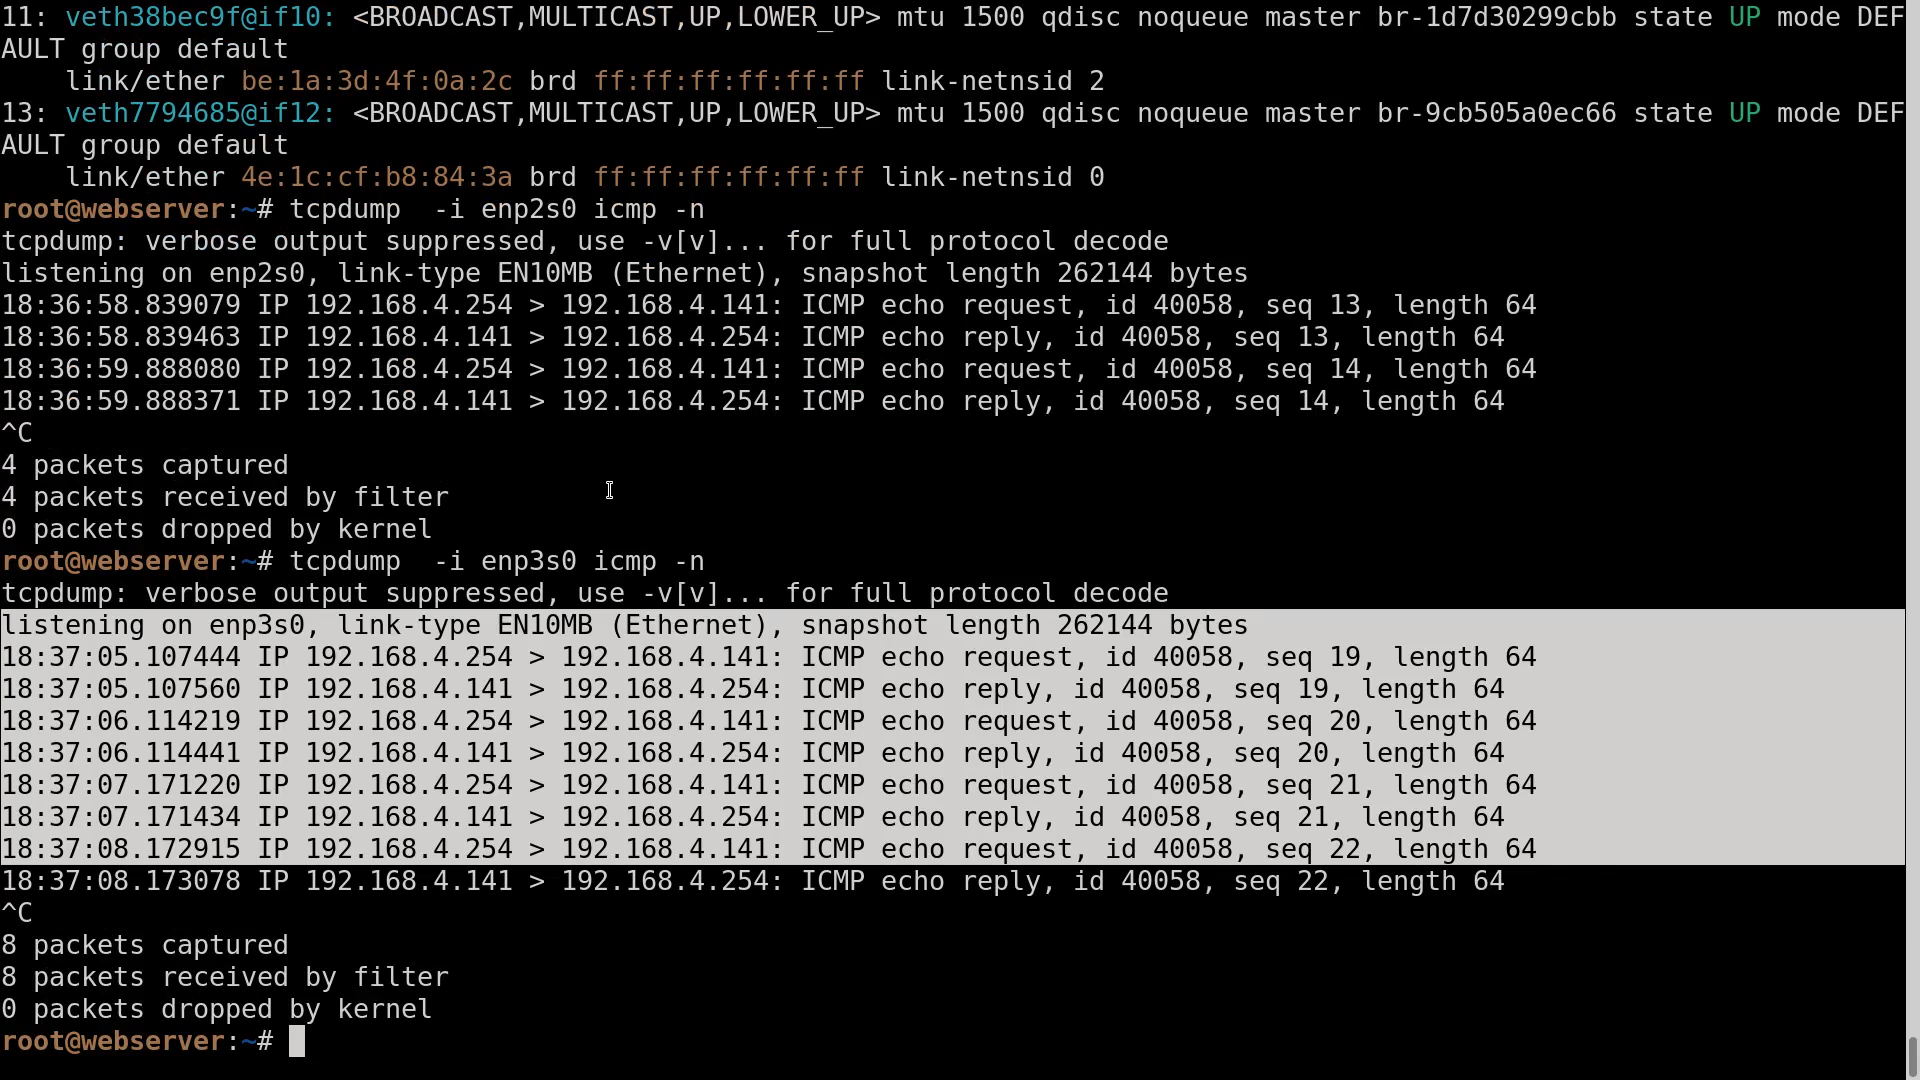 11: veth38bec9f@if10: <BROADCAST,MULTICAST,UP,LOWER_UP> mtu 1500 qdisc noqueue master br-1d7d30299cbb state UP mode DEF
AULT group default
    link/ether be:1a:3d:4f:0a:2c brd ff:ff:ff:ff:ff:ff link-netnsid 2
13: veth7794685@if12: <BROADCAST,MULTICAST,UP,LOWER_UP> mtu 1500 qdisc noqueue master br-9cb505a0ec66 state UP mode DEF
AULT group default
    link/ether 4e:1c:cf:b8:84:3a brd ff:ff:ff:ff:ff:ff link-netnsid 0
root@webserver:~# tcpdump  -i enp2s0 icmp -n
tcpdump: verbose output suppressed, use -v[v]... for full protocol decode
listening on enp2s0, link-type EN10MB (Ethernet), snapshot length 262144 bytes
18:36:58.839079 IP 192.168.4.254 > 192.168.4.141: ICMP echo request, id 40058, seq 13, length 64
18:36:58.839463 IP 192.168.4.141 > 192.168.4.254: ICMP echo reply, id 40058, seq 13, length 64
18:36:59.888080 IP 192.168.4.254 > 192.168.4.141: ICMP echo request, id 40058, seq 14, length 64
18:36:59.888371 IP 192.168.4.141 > 192.168.4.254: ICMP echo reply, id 40058, seq 14, length 64
^C
4 packets captured
4 packets received by filter
0 packets dropped by kernel
root@webserver:~# tcpdump  -i enp3s0 icmp -n
tcpdump: verbose output suppressed, use -v[v]... for full protocol decode
listening on enp3s0, link-type EN10MB (Ethernet), snapshot length 262144 bytes
18:37:05.107444 IP 192.168.4.254 > 192.168.4.141: ICMP echo request, id 40058, seq 19, length 64
18:37:05.107560 IP 192.168.4.141 > 192.168.4.254: ICMP echo reply, id 40058, seq 19, length 64
18:37:06.114219 IP 192.168.4.254 > 192.168.4.141: ICMP echo request, id 40058, seq 20, length 64
18:37:06.114441 IP 192.168.4.141 > 192.168.4.254: ICMP echo reply, id 40058, seq 20, length 64
18:37:07.171220 IP 192.168.4.254 > 192.168.4.141: ICMP echo request, id 40058, seq 21, length 64
18:37:07.171434 IP 192.168.4.141 > 192.168.4.254: ICMP echo reply, id 40058, seq 21, length 64
18:37:08.172915 IP 192.168.4.254 > 192.168.4.141: ICMP echo request, id 40058, seq 22, length 64
18:37:08.173078 IP 192.168.4.141 > 192.168.4.254: ICMP echo reply, id 40058, seq 22, length 64
^C
8 packets captured
8 packets received by filter
0 packets dropped by kernel
root@webserver:~#